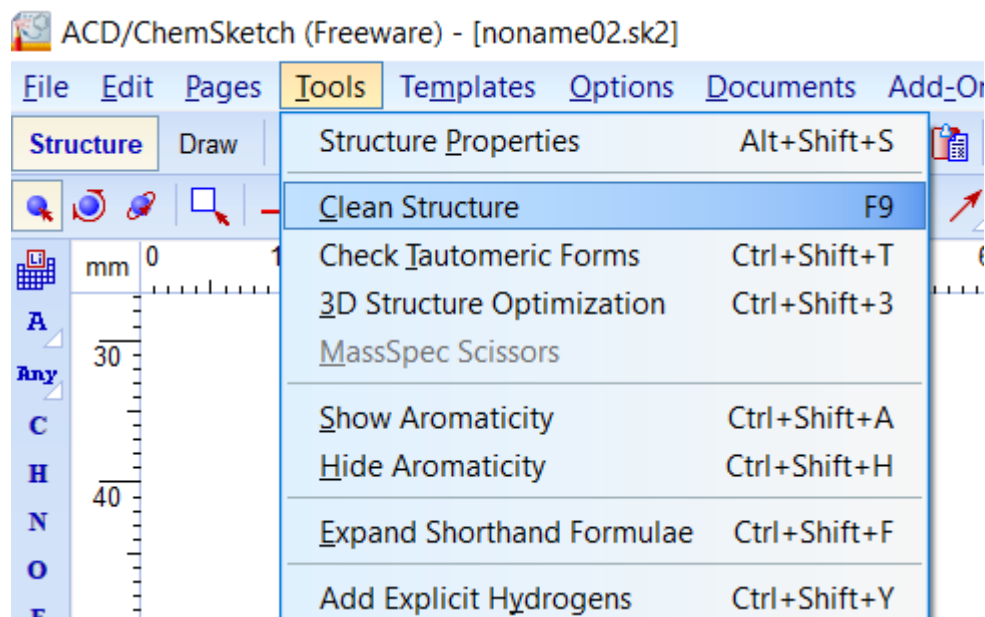 ACD/ChemSketch (Freeware) - [noname02.sk2]
File Edit Pages Tools Templates Options Documents
Structure Draw
Structure Properties Alt+Shift+S
Clean Structure F9
Check Tautomeric Forms Ctrl+Shift+T
3D Structure Optimization Ctrl+Shift+3
MassSpec Scissors
Show Aromaticity Ctrl+Shift+A
Hide Aromaticity Ctrl+Shift+H
Expand Shorthand Formulae Ctrl+Shift+F
Add Explicit Hydrogens Ctrl+Shift+Y
Li
mm 0 1
A
30
Any
C
H
40
N
O